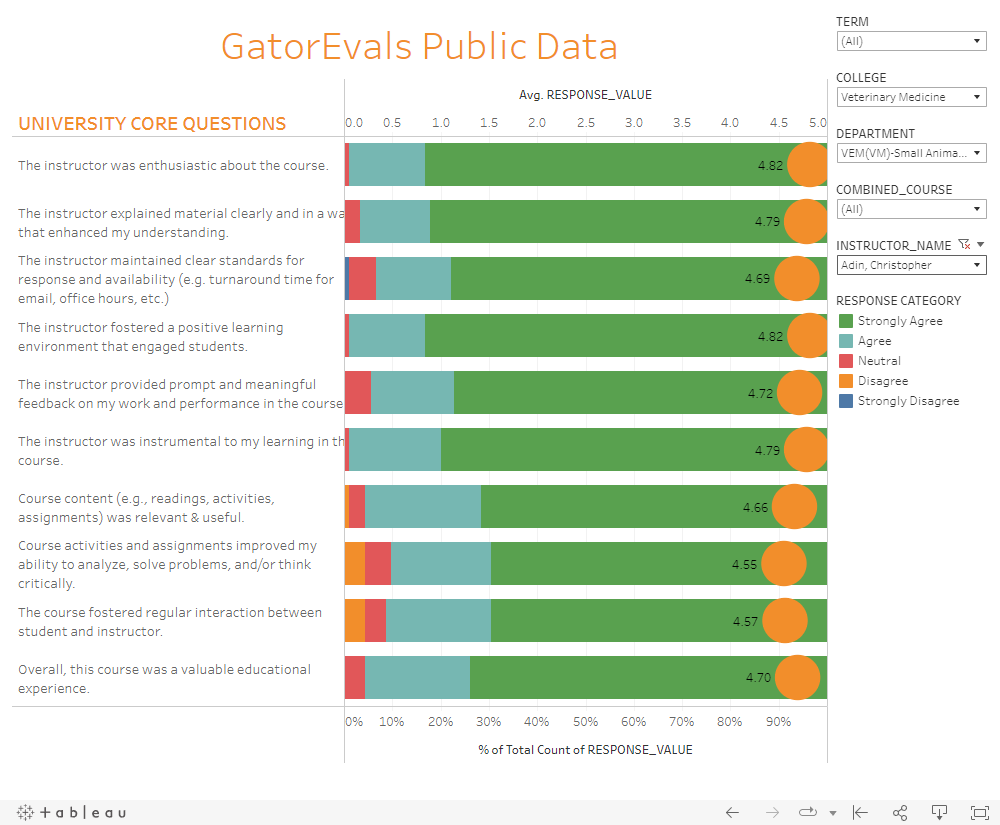 GatorEvals Public Data
TERM
(All)
COLLEGE
Veterinary Medicine
DEPARTMENT
VEM(VM)-Small Anima...
COMBINED_COURSE
(All)
INSTRUCTOR_NAME
Adin, Christopher
RESPONSE CATEGORY
Strongly Agree
Agree
Neutral
Disagree
Strongly Disagree
Avg. RESPONSE_VALUE
UNIVERSITY CORE QUESTIONS
0.0 0.5 1.0 1.5 2.0 2.5 3.0 3.5 4.0 4.5 5.0
The instructor was enthusiastic about the course.
4.82
The instructor explained material clearly and in a wa
that enhanced my understanding.
4.79
The instructor maintained clear standards for
response and availability (e.g. turnaround time for
email, office hours, etc.)
4.69
The instructor fostered a positive learning
environment that engaged students.
4.82
The instructor provided prompt and meaningful
feedback on my work and performance in the course
4.72
The instructor was instrumental to my learning in th
course.
4.79
Course content (e.g., readings, activities,
assignments) was relevant & useful.
4.66
Course activities and assignments improved my
ability to analyze, solve problems, and/or think
critically.
4.55
The course fostered regular interaction between
student and instructor.
4.57
Overall, this course was a valuable educational
experience.
4.70
0% 10% 20% 30% 40% 50% 60% 70% 80% 90%
% of Total Count of RESPONSE_VALUE
+ableau